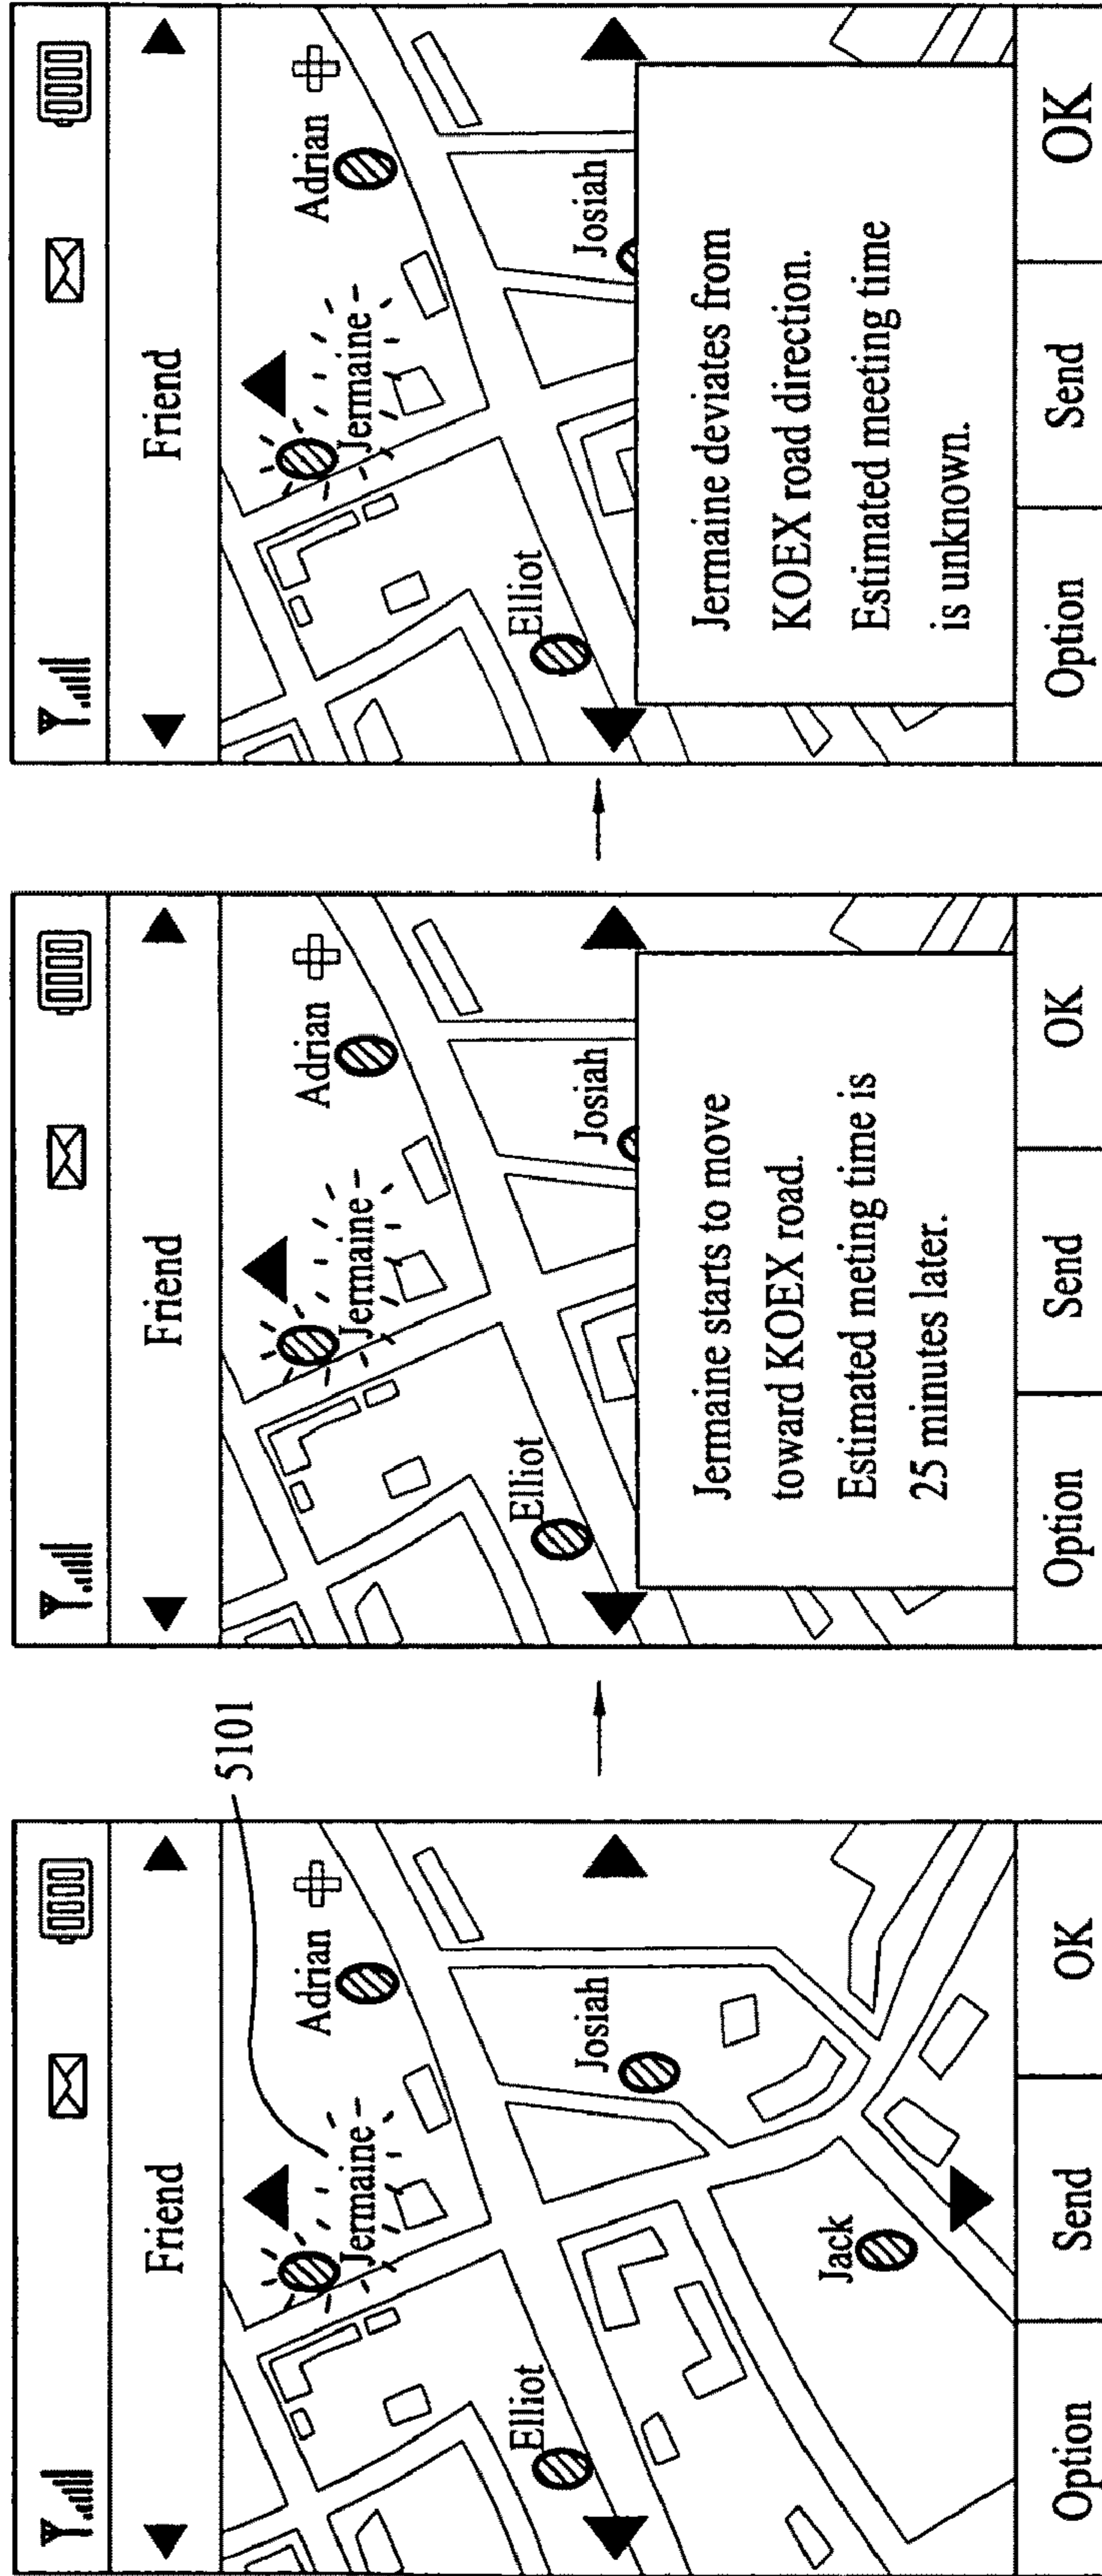 Friend
Jermaine
Adrian
Elliot
Josiah
Jack
Option
Send
OK
5101
Friend
Jermaine
Adrian
Elliot
Josiah
Jermaine starts to move
toward KOEX road.
Estimated meting time is
25 minutes later.
Option
Send
OK
Friend
Jermaine
Adrian
Elliot
Josiah
Jermaine deviates from
KOEX road direction.
Estimated meeting time
is unknown.
Option
Send
OK